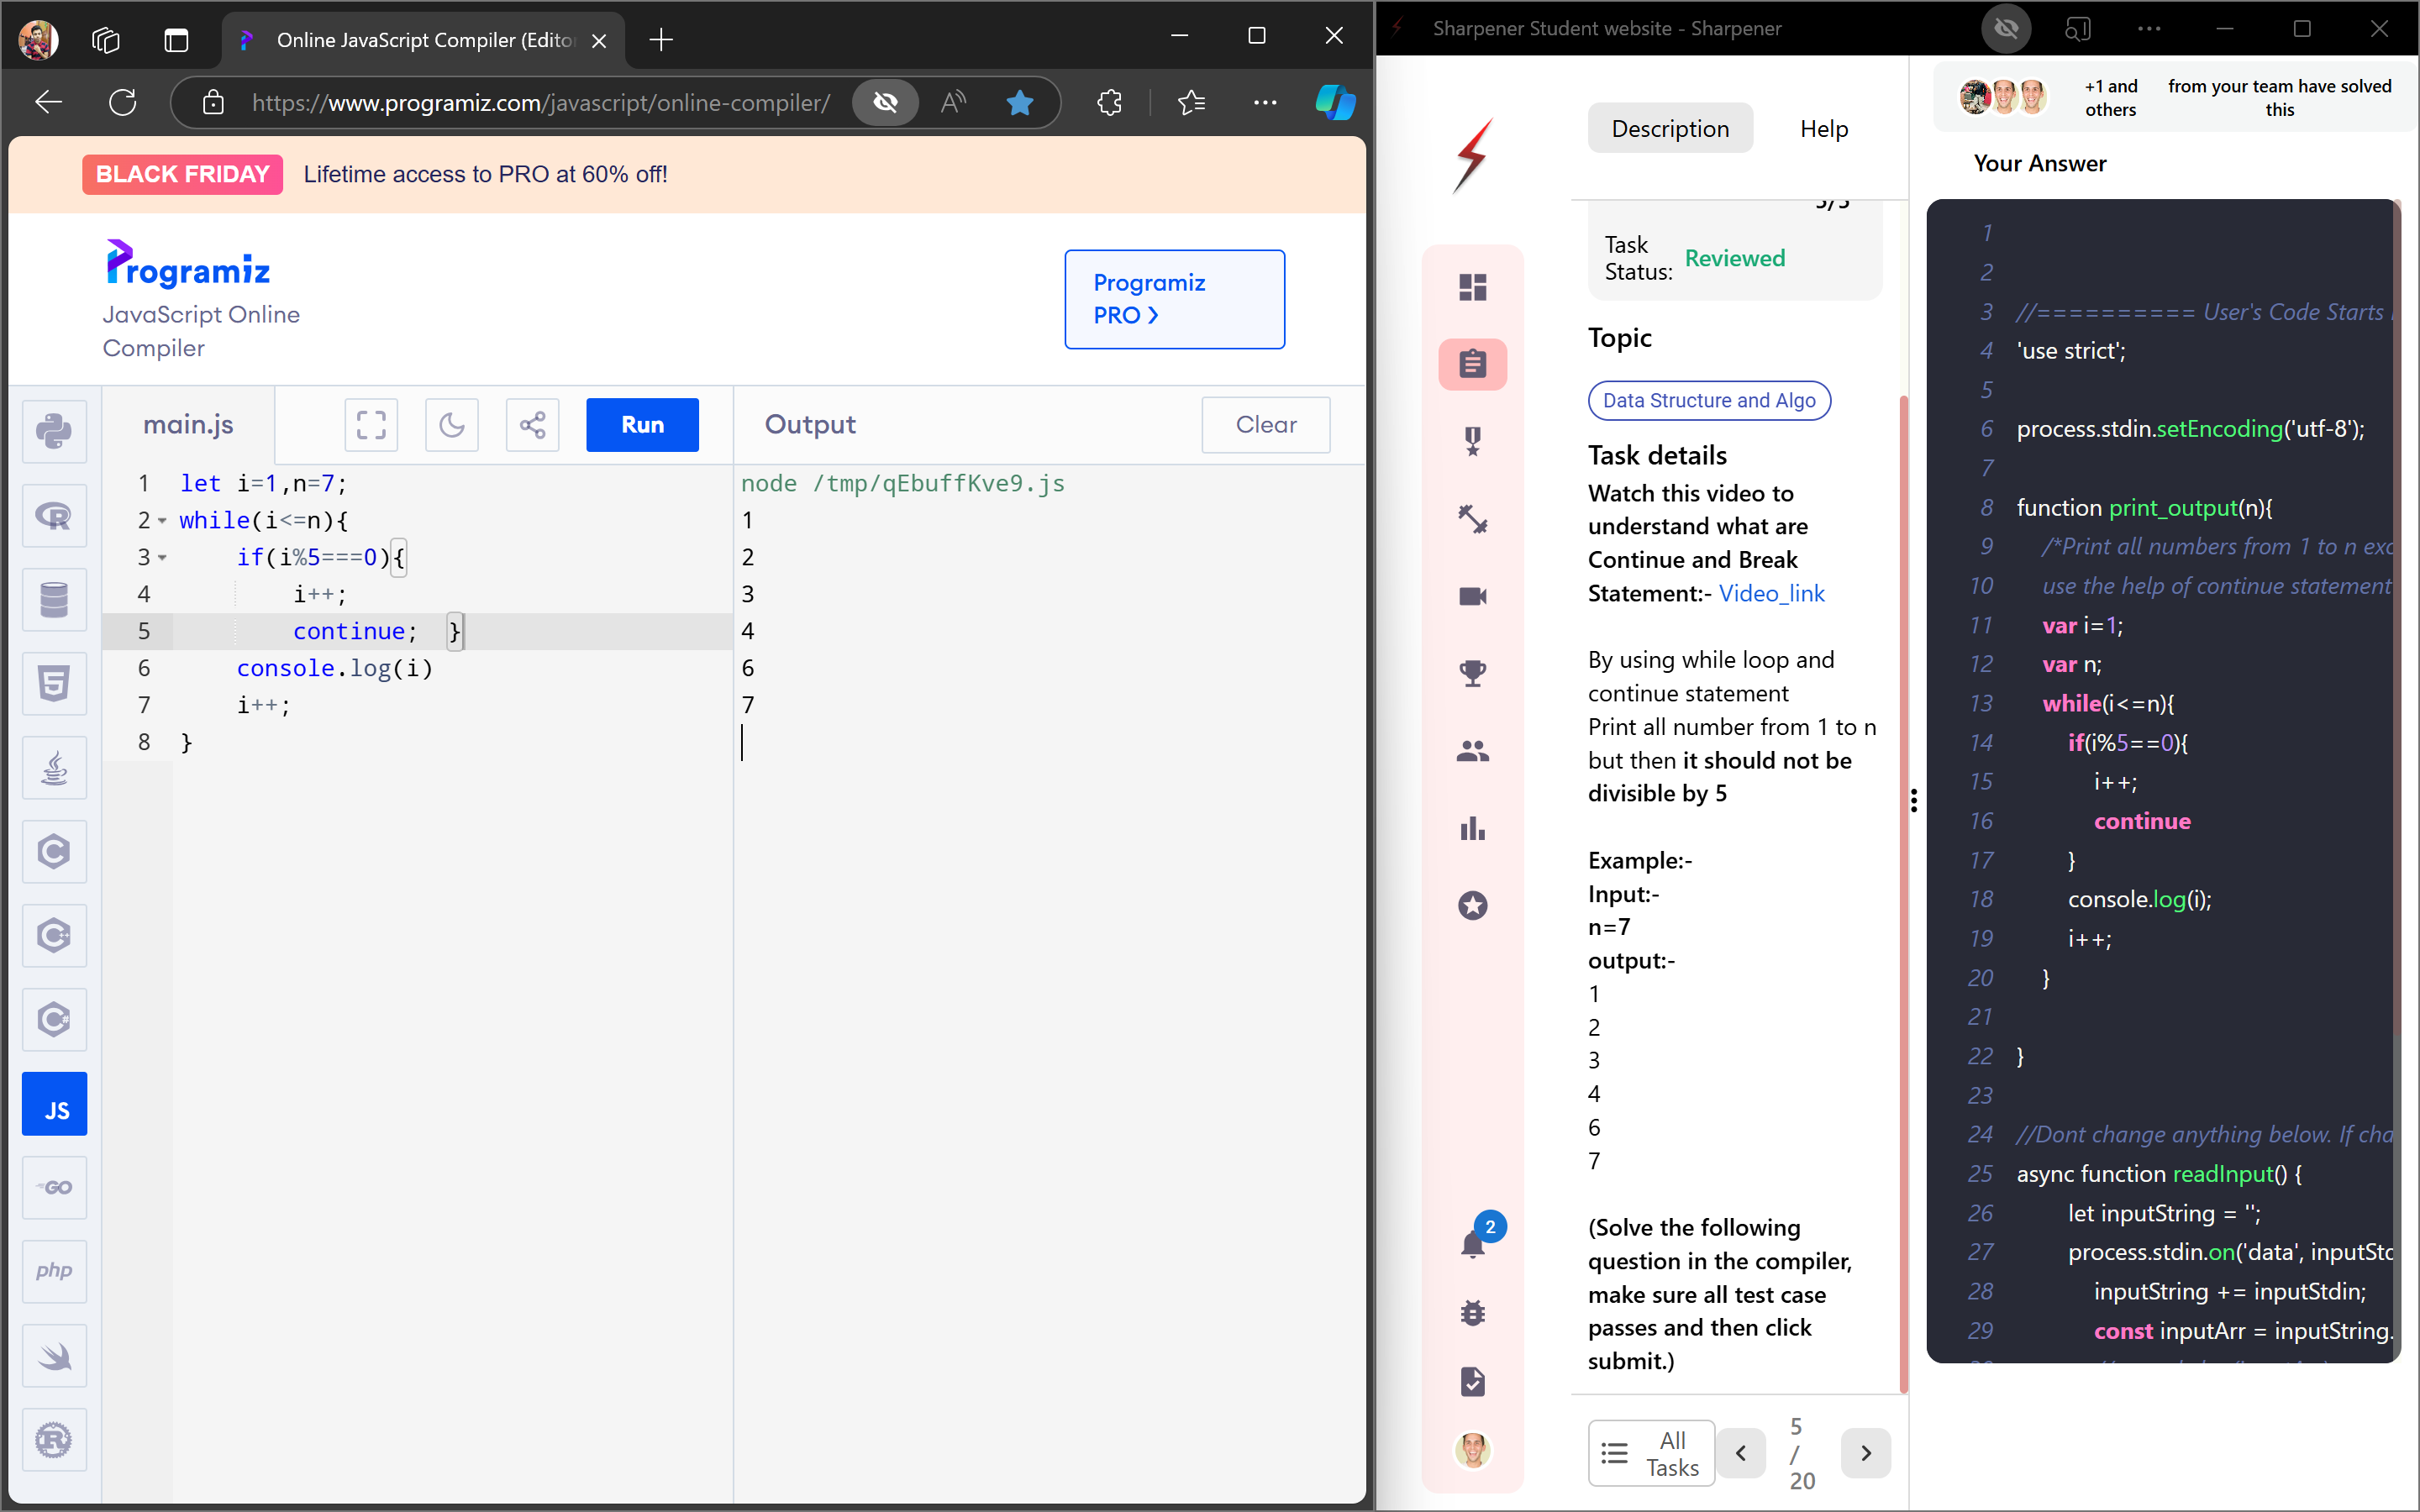 Online JavaScript Compiler (Editor
https://www.programiz.com/javascript/online-compiler/
BLACK FRIDAY Lifetime access to PRO at 60% off!
Programiz
JavaScript Online
Compiler
Programiz
PRO ❯
main.js
Run
Output
Clear
1 let i=1,n=7;
2 while(i<=n){
3 if(i%5===0){
4 i++;
5 continue; }
6 console.log(i)
7 i++;
8 }
node /tmp/qEbuffKve9.js
1
2
3
4
6
7
JS
GO
php
Sharpener Student website - Sharpener
Description
Help
5/5
Task
Status:
Reviewed
Topic
Data Structure and Algo
Task details
Watch this video to
understand what are
Continue and Break
Statement:- Video_link
By using while loop and
continue statement
Print all number from 1 to n
but then it should not be
divisible by 5
Example:-
Input:-
n=7
output:-
1
2
3
4
6
7
(Solve the following
question in the compiler,
make sure all test case
passes and then click
submit.)
2
All
Tasks
5
/
20
+1 and
others
from your team have solved
this
Your Answer
1
2
3 //========== User's Code Starts
4 'use strict';
5
6 process.stdin.setEncoding('utf-8');
7
8 function print_output(n){
9 /*Print all numbers from 1 to n exc
10 use the help of continue statement
11 var i=1;
12 var n;
13 while(i<=n){
14 if(i%5==0){
15 i++;
16 continue
17 }
18 console.log(i);
19 i++;
20 }
21
22 }
23
24 //Dont change anything below. If cha
25 async function readInput() {
26 let inputString = '';
27 process.stdin.on('data', inputStd
28 inputString += inputStdin;
29 const inputArr = inputString.